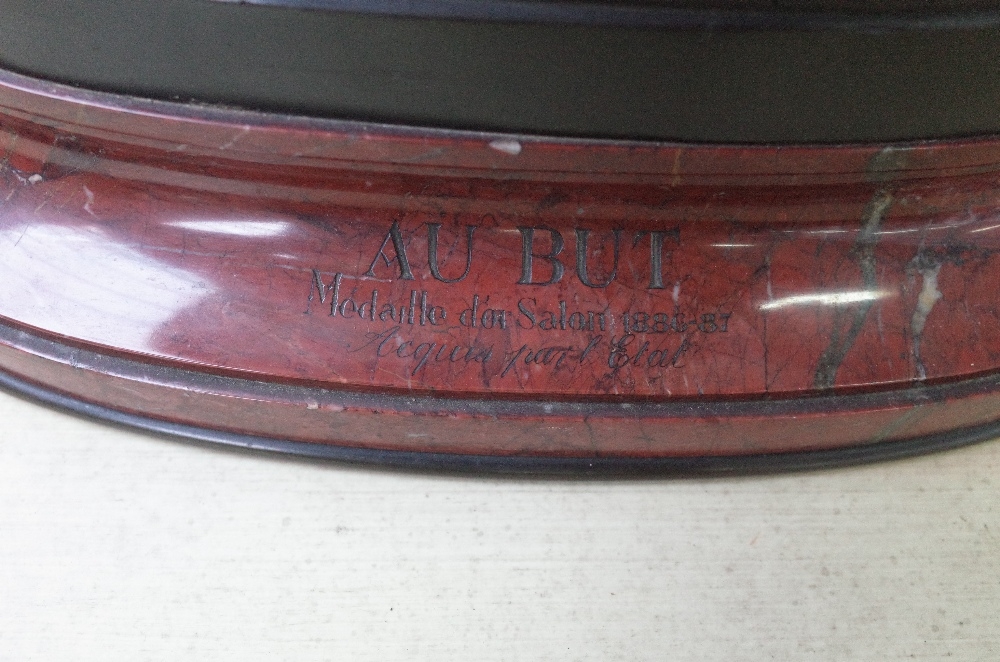 AU BUT
Médaille d'or Salon 1886-87
Acquis par l'Etat